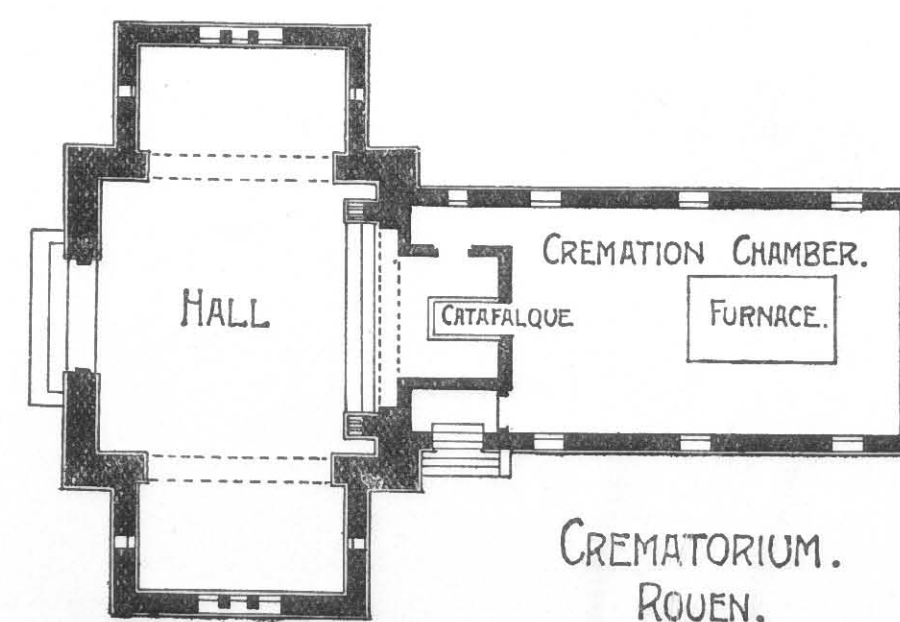 CREMATION CHAMBER.
HALL
CATAFALQUE
FURNACE.
CREMATORIUM.
ROUEN.